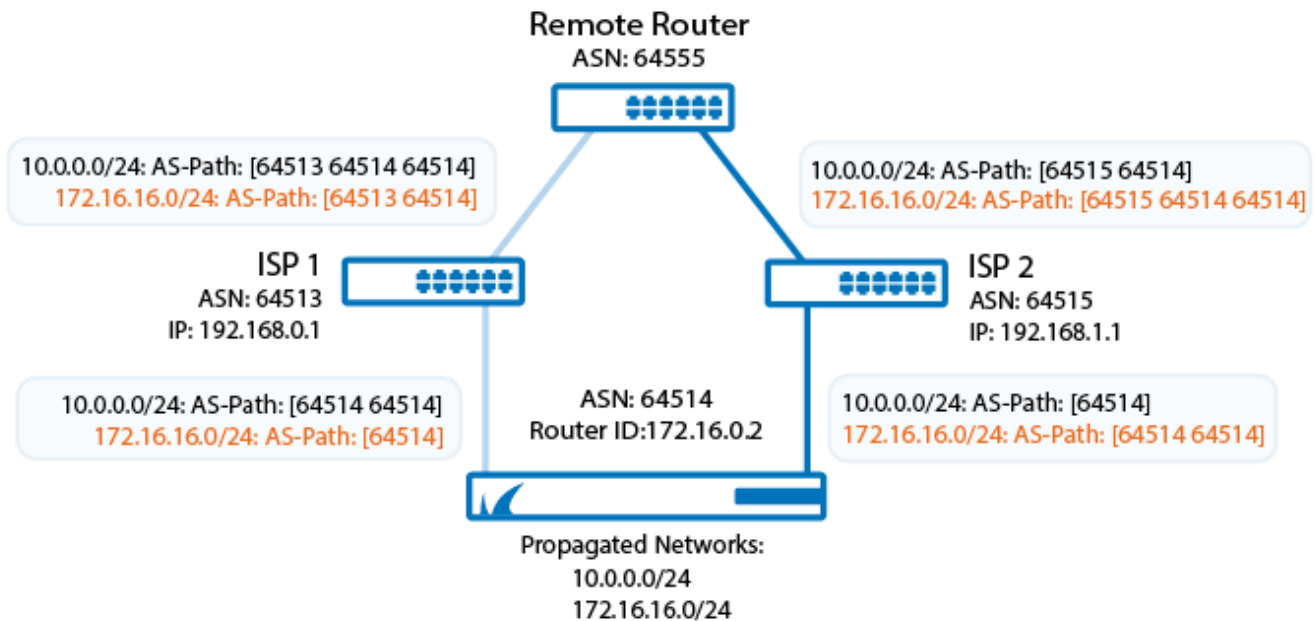 Remote Router
ASN: 64555
10.0.0.0/24: AS-Path: [64513 64514 64514]
172.16.16.0/24: AS-Path: [64513 64514]
10.0.0.0/24: AS-Path: [64515 64514]
172.16.16.0/24: AS-Path: [64515 64514 64514]
ISP 1
ASN: 64513
IP: 192.168.0.1
ISP 2
ASN: 64515
IP: 192.168.1.1
10.0.0.0/24: AS-Path: [64514 64514]
172.16.16.0/24: AS-Path: [64514]
ASN: 64514
Router ID:172.16.0.2
10.0.0.0/24: AS-Path: [64514]
172.16.16.0/24: AS-Path: [64514 64514]
Propagated Networks:
10.0.0.0/24
172.16.16.0/24